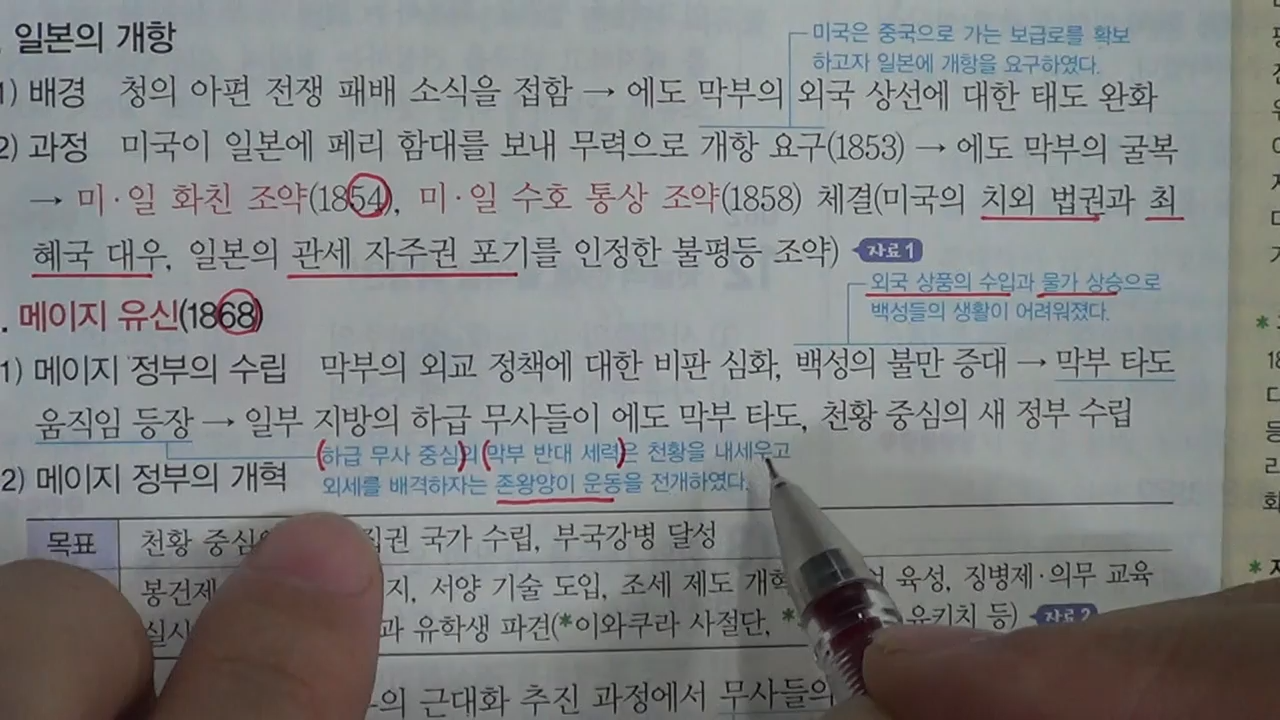 일본의 개항
미국은 중국으로 가는 보급로를 확보
하고자 일본에 개항을 요구하였다.
1) 배경 청의 아편 전쟁 패배 소식을 접함 → 에도 막부의 외국 상선에 대한 태도 완화
2) 과정 미국이 일본에 페리 함대를 보내 무력으로 개항 요구(1853) → 에도 막부의 굴복
→ 미·일 화친 조약(1854), 미·일 수호 통상 조약(1858) 체결(미국의 치외 법권과 최
혜국 대우, 일본의 관세 자주권 포기를 인정한 불평등 조약) 자료1
외국 상품의 수입과 물가 상승으로
백성들의 생활이 어려워졌다.
메이지 유신(1868)
1) 메이지 정부의 수립 막부의 외교 정책에 대한 비판 심화, 백성의 불만 증대 → 막부 타도
움직임 등장 → 일부 지방의 하급 무사들이 에도 막부 타도, 천황 중심의 새 정부 수립
하급 무사 중심의 막부 반대 세력은 천황을 내세우고
외세를 배격하자는 존왕양이 운동을 전개하였다.
2) 메이지 정부의 개혁
목표 천황 국가 수립, 부국강병 달성
서양 기술 도입, 조세 제도 육성, 징병제·의무 교육
유학생 파견(*이와쿠라 사절단, 유키치 등) 자료2
근대화 추진 과정에서 무사들의